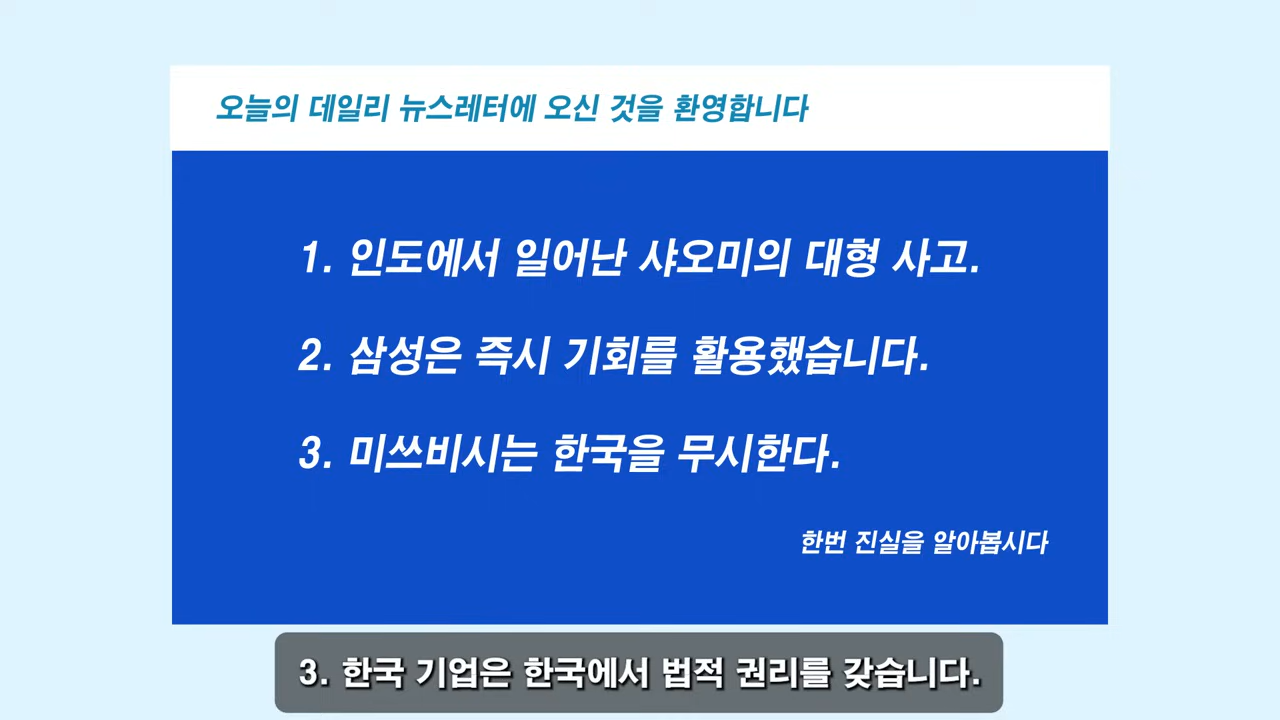 오늘의 데일리 뉴스레터에 오신 것을 환영합니다
1. 인도에서 일어난 샤오미의 대형 사고.
2. 삼성은 즉시 기회를 활용했습니다.
3. 미쓰비시는 한국을 무시한다.
한번 진실을 알아봅시다
3. 한국 기업은 한국에서 법적 권리를 갖습니다.